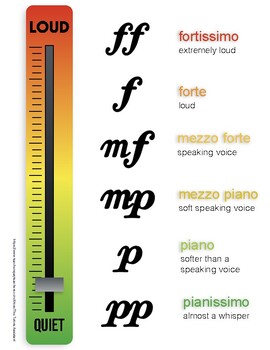 LOUD
ff
fortissimo
extremely loud
f
forte
loud
mf
mezzo forte
speaking voice
mp
mezzo piano
soft speaking voice
p
piano
softer than a
speaking voice
pp
pianissimo
almost a whisper
QUIET